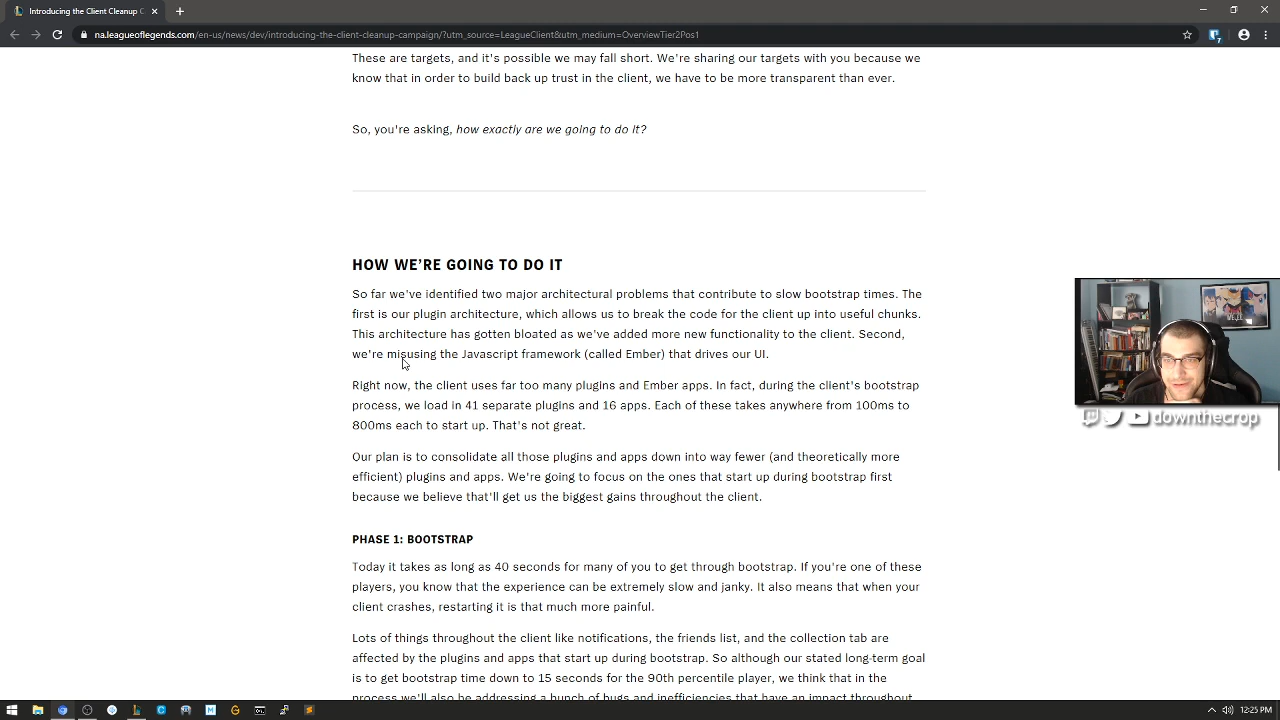 Introducing the Client Cleanup C
na.leagueoflegends.com/en-us/news/dev/introducing-the-client-cleanup-campaign/?utm_source=LeagueClient&utm_medium=OverviewTier2Pos1
These are targets, and it's possible we may fall short. We're sharing our targets with you because we
know that in order to build back up trust in the client, we have to be more transparent than ever.
So, you're asking, how exactly are we going to do it?
HOW WE'RE GOING TO DO IT
So far we've identified two major architectural problems that contribute to slow bootstrap times. The
first is our plugin architecture, which allows us to break the code for the client up into useful chunks.
This architecture has gotten bloated as we've added more new functionality to the client. Second,
we're misusing the Javascript framework (called Ember) that drives our UI.
Right now, the client uses far too many plugins and Ember apps. In fact, during the client's bootstrap
process, we load in 41 separate plugins and 16 apps. Each of these takes anywhere from 100ms to
800ms each to start up. That's not great.
Our plan is to consolidate all those plugins and apps down into way fewer (and theoretically more
efficient) plugins and apps. We're going to focus on the ones that start up during bootstrap first
because we believe that'll get us the biggest gains throughout the client.
PHASE 1: BOOTSTRAP
Today it takes as long as 40 seconds for many of you to get through bootstrap. If you're one of these
players, you know that the experience can be extremely slow and janky. It also means that when your
client crashes, restarting it is that much more painful.
Lots of things throughout the client like notifications, the friends list, and the collection tab are
affected by the plugins and apps that start up during bootstrap. So although our stated long-term goal
is to get bootstrap time down to 15 seconds for the 90th percentile player, we think that in the
process we'll also be addressing a bunch of bugs and inefficiencies that have an impact throughout
downthecrop
12:25 PM